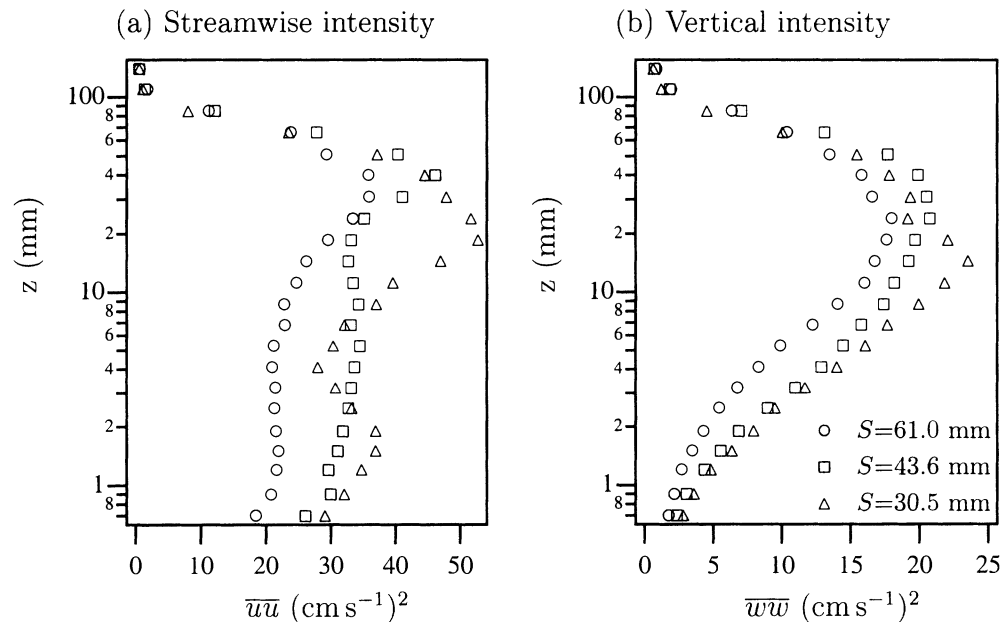 (a) Streamwise intensity
(b) Vertical intensity
100
8
6
4
2
10
8
6
4
2
1
8
z (mm)
0 10 20 30 40 50
u̅u̅ (cm s⁻¹)²
100
8
6
4
2
10
8
6
4
2
1
8
z (mm)
S=61.0 mm
S=43.6 mm
S=30.5 mm
0 5 10 15 20 25
w̅w̅ (cm s⁻¹)²